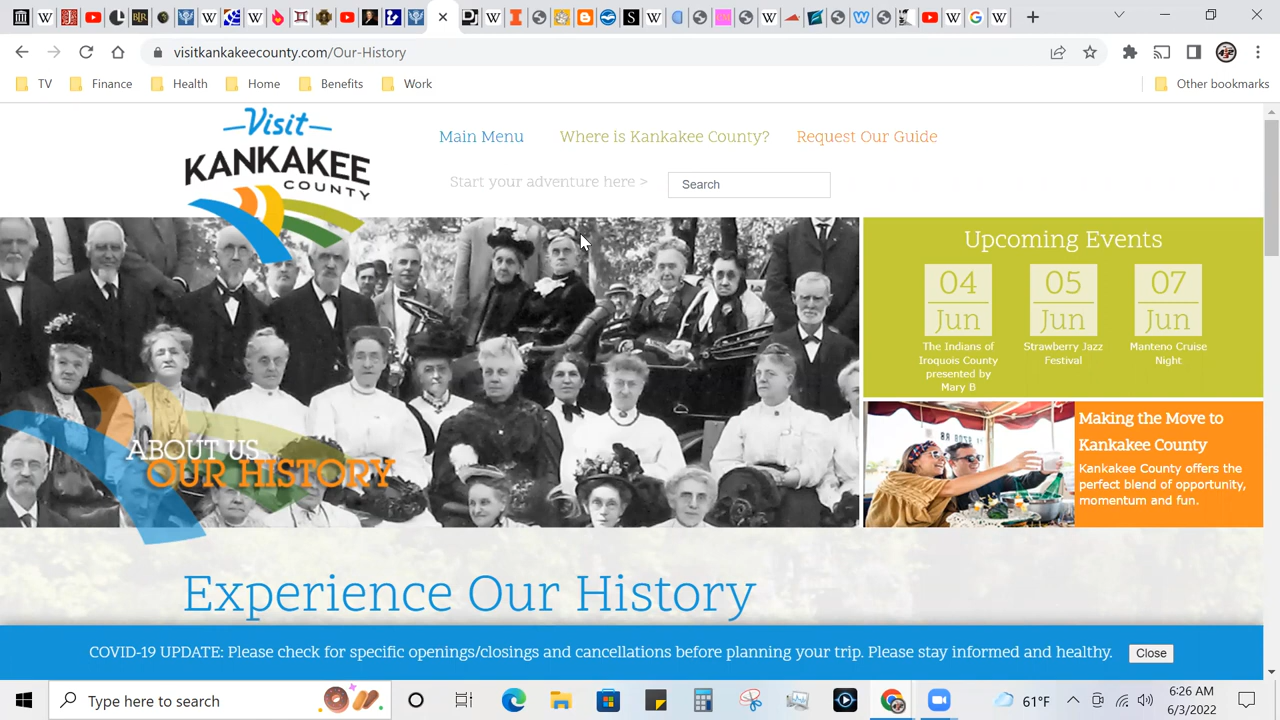 visitkankakeecounty.com/Our-History
TV Finance Health Home Benefits Work Other bookmarks
Visit
KANKAKEE
COUNTY
Main Menu Where is Kankakee County? Request Our Guide
Start your adventure here > Search
Upcoming Events
04 05 07
Jun Jun Jun
The Indians of Iroquois County presented by Mary B
Strawberry Jazz Festival
Manteno Cruise Night
Making the Move to
Kankakee County
Kankakee County offers the
perfect blend of opportunity,
momentum and fun.
ABOUT US
OUR HISTORY
Experience Our History
COVID-19 UPDATE: Please check for specific openings/closings and cancellations before planning your trip. Please stay informed and healthy. Close
Type here to search
61°F
6:26 AM
6/3/2022